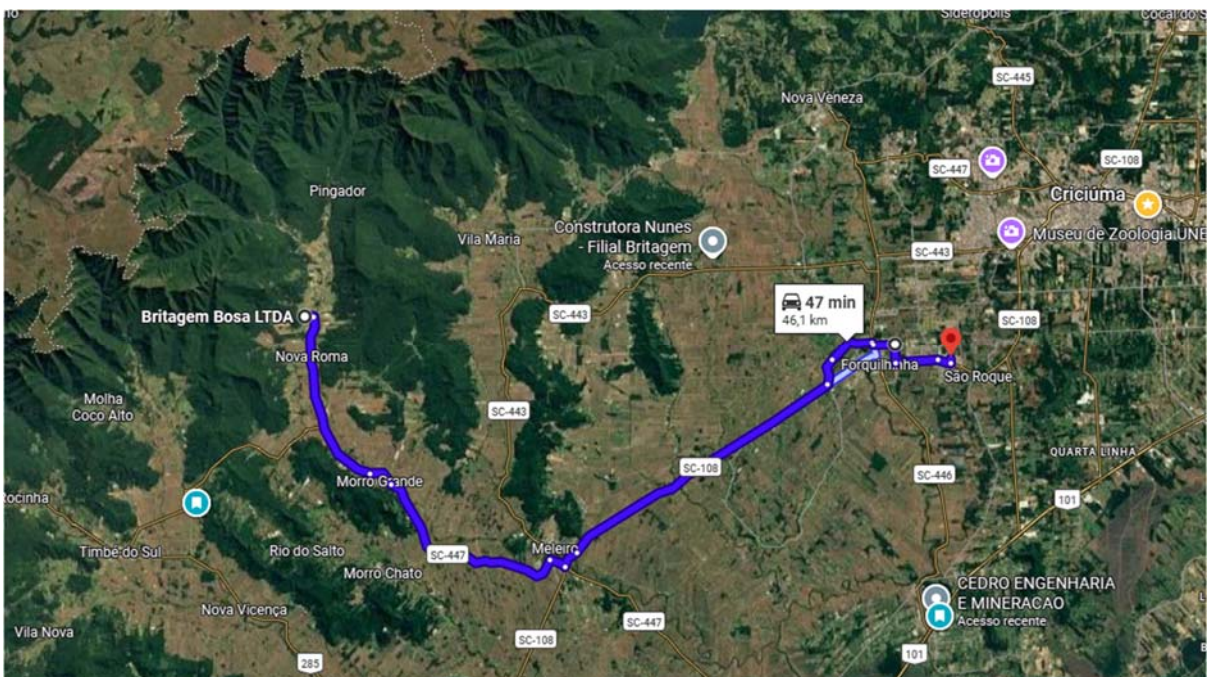 Siderópolis
Cocal do S
SC-445
Nova Veneza
SC-108
SC-447
Pingador
Criciúma
Vila Maria
Construtora Nunes
- Filial Britagem
Acesso recente
Museu de Zoologia UNE
SC-443
47 min
46,1 km
Britagem Bosa LTDA
SC-443
SC-108
Nova Roma
Forquilhinha
São Roque
Molha
Coco Alto
SC-443
QUARTA LINHA
Morro Grande
SC-108
SC-446
101
Rocinha
Timbé do Sul
Rio do Salto
SC-447
Meleiro
Morro Chato
CEDRO ENGENHARIA
E MINERACAO
Acesso recente
Nova Vicença
SC-447
Vila Nova
SC-108
285
101